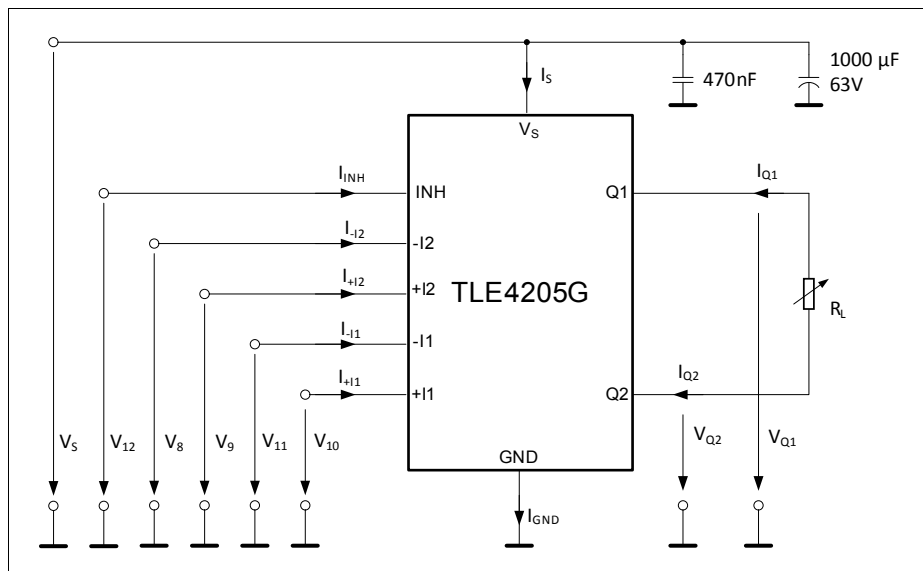 1000 µF
63V
470nF
I_S
V_S
I_INH
INH
Q1
I_Q1
I_-I2
-I2
I_+I2
+I2
TLE4205G
R_L
I_-I1
-I1
I_+I1
+I1
Q2
I_Q2
V_S
V_12
V_8
V_9
V_11
V_10
GND
V_Q2
V_Q1
I_GND